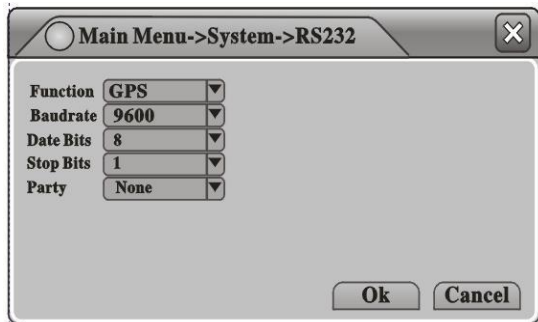 Main Menu->System->RS232
Function GPS
Baudrate 9600
Date Bits 8
Stop Bits 1
Party None
Ok Cancel